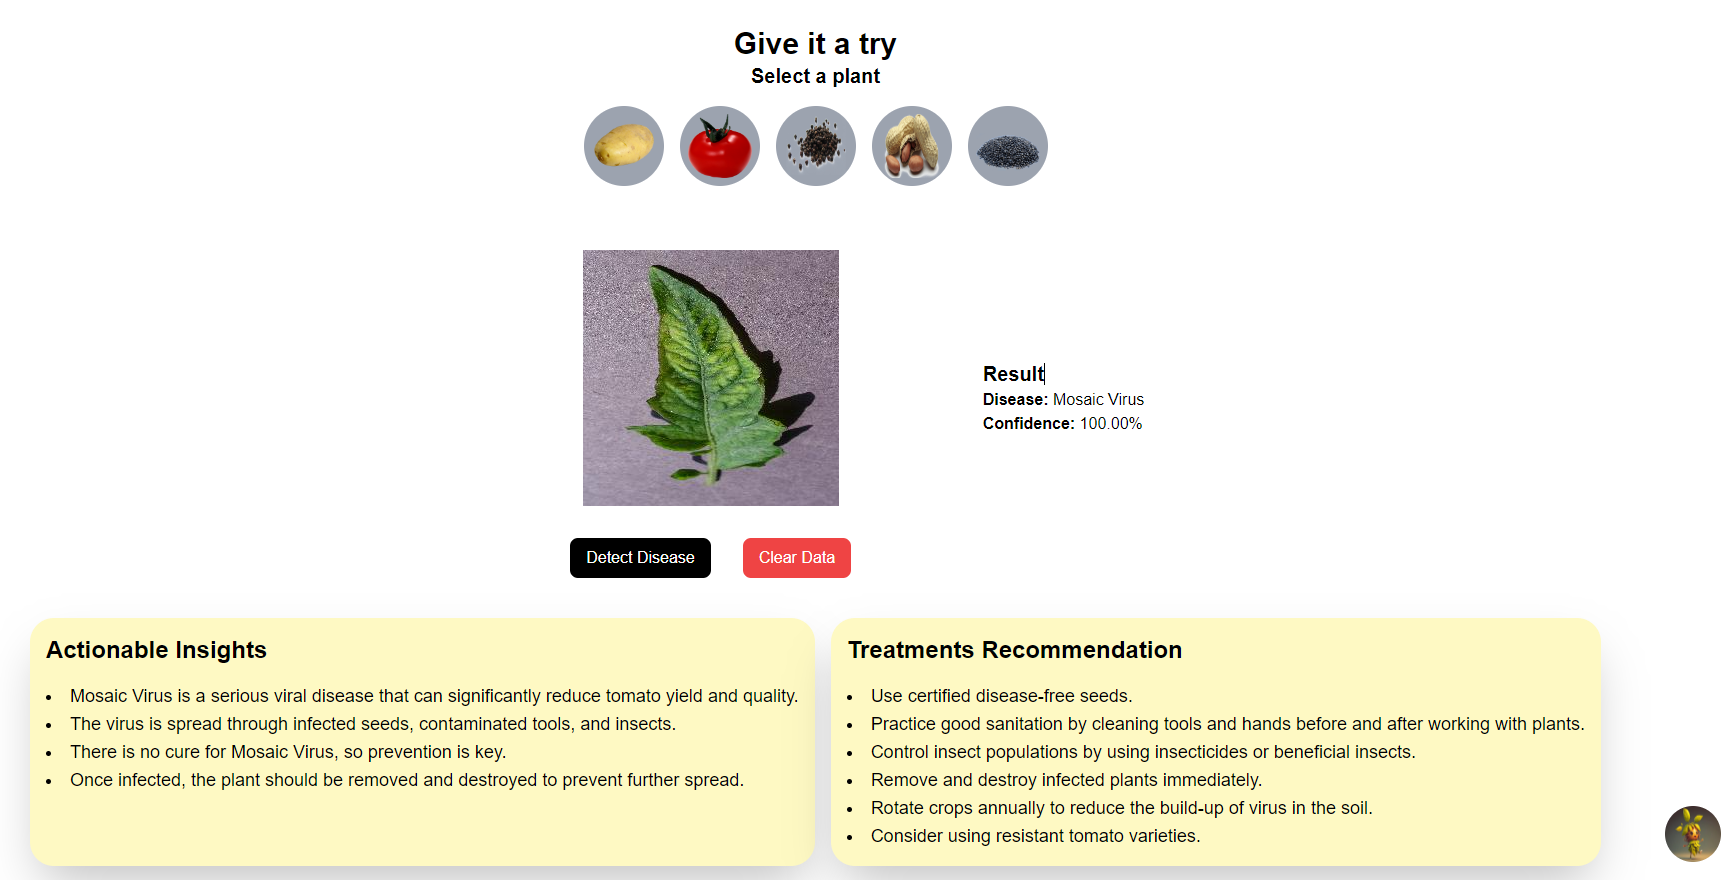 Give it a try
Select a plant
Result
Disease: Mosaic Virus
Confidence: 100.00%
Detect Disease
Clear Data
Actionable Insights
Mosaic Virus is a serious viral disease that can significantly reduce tomato yield and quality.
The virus is spread through infected seeds, contaminated tools, and insects.
There is no cure for Mosaic Virus, so prevention is key.
Once infected, the plant should be removed and destroyed to prevent further spread.
Treatments Recommendation
Use certified disease-free seeds.
Practice good sanitation by cleaning tools and hands before and after working with plants.
Control insect populations by using insecticides or beneficial insects.
Remove and destroy infected plants immediately.
Rotate crops annually to reduce the build-up of virus in the soil.
Consider using resistant tomato varieties.